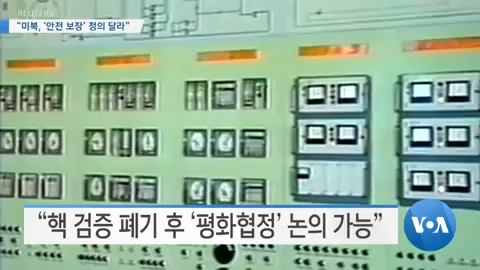 REUTERS
“미북, ‘안전 보장’ 정의 달라”
“핵 검증 폐기 후 ‘평화협정’ 논의 가능”
VOA